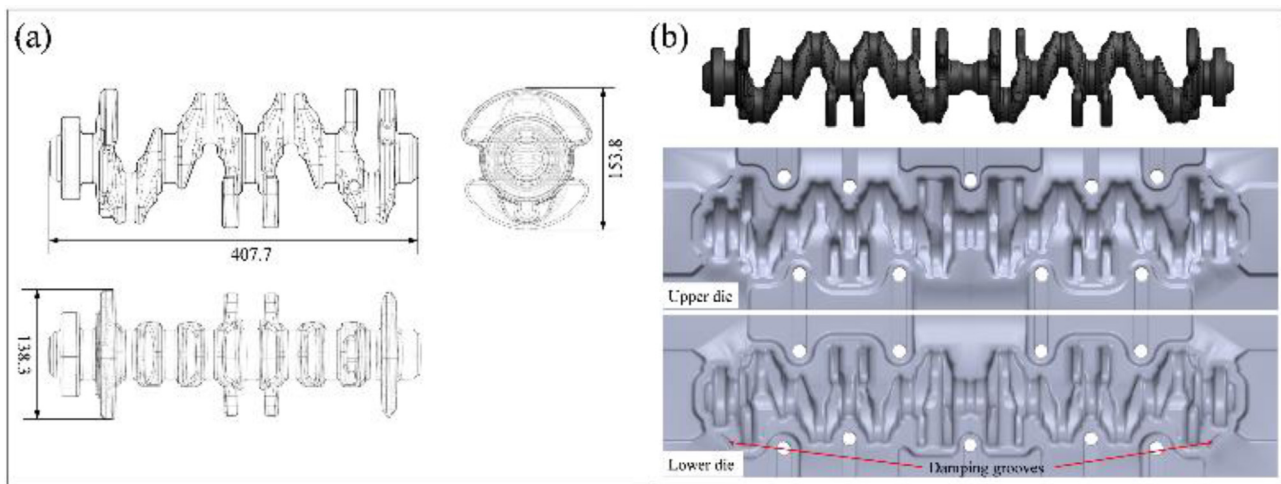 (a)
(b)
153.8
407.7
138.3
Upper die
Lower die
Damping grooves